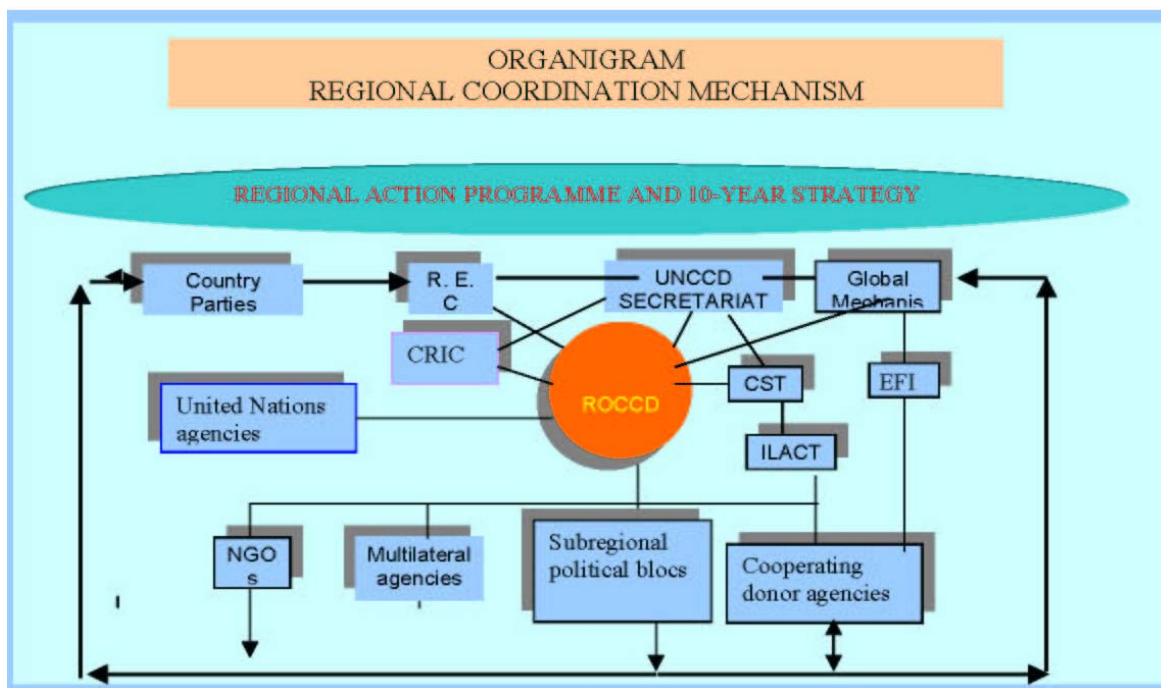 ORGANIGRAM
REGIONAL COORDINATION MECHANISM
REGIONAL ACTION PROGRAMME AND 10-YEAR STRATEGY
Country
Parties
R. E.
C
UNCCD
SECRETARIAT
Global
Mechanis
CRIC
CST
EFI
United Nations
agencies
ROCCD
ILACT
NGO
s
Multilateral
agencies
Subregional
political blocs
Cooperating
donor agencies